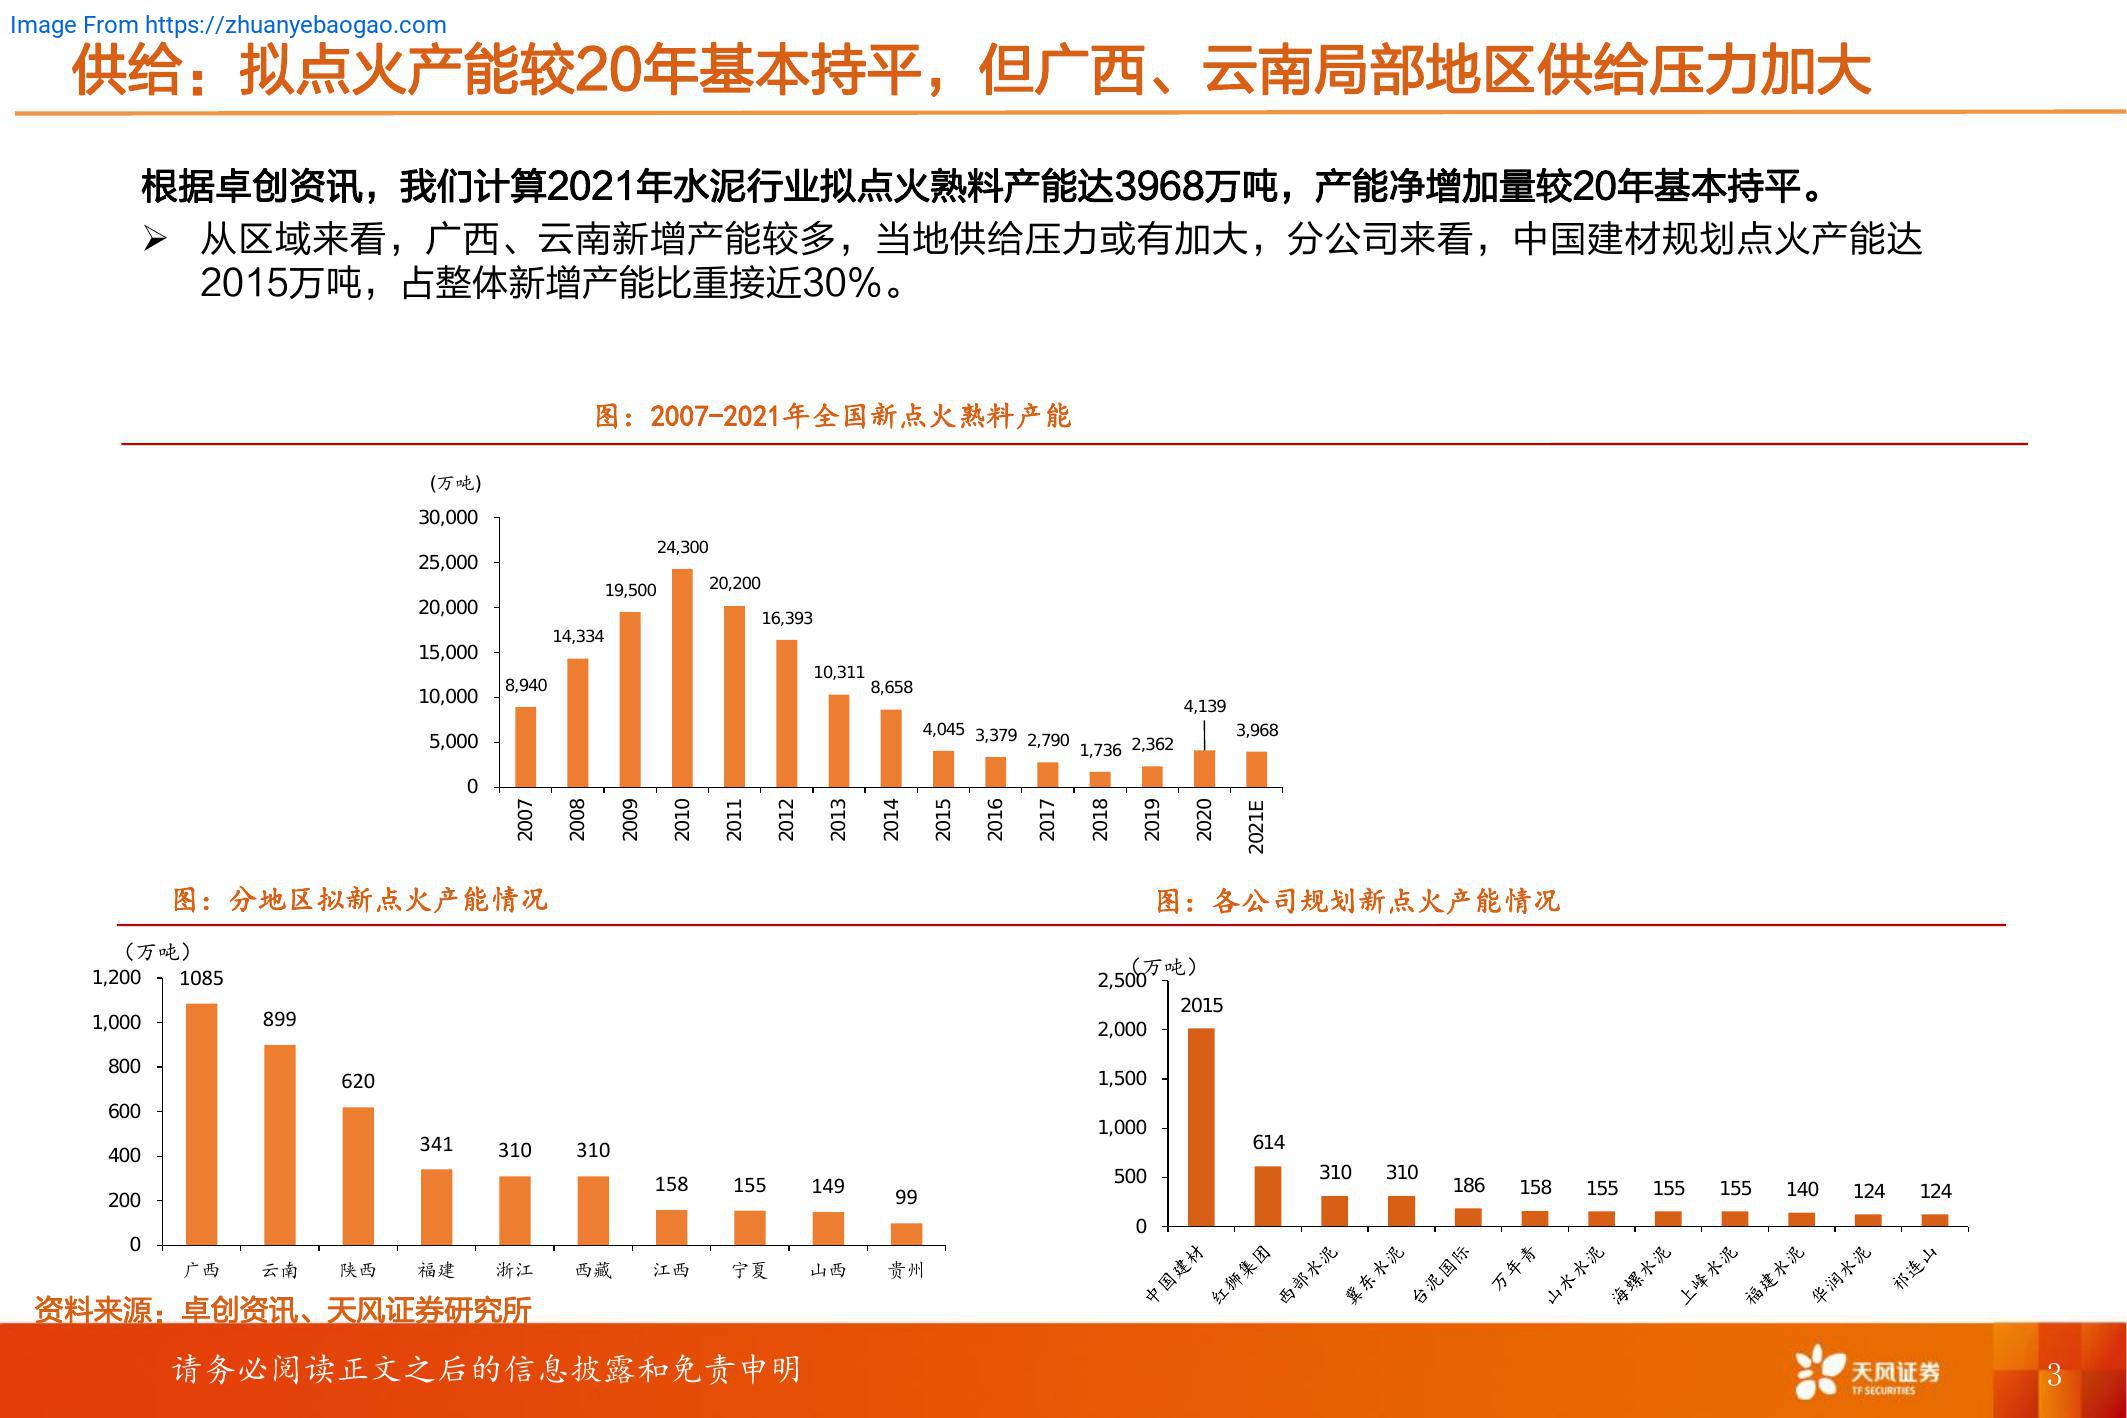 Image From https://zhuanyebaogao.com
供给：拟点火产能较20年基本持平，但广西、云南局部地区供给压力加大
根据卓创资讯，我们计算2021年水泥行业拟点火熟料产能达3968万吨，产能净增加量较20年基本持平。
➢ 从区域来看，广西、云南新增产能较多，当地供给压力或有加大，分公司来看，中国建材规划点火产能达
2015万吨，占整体新增产能比重接近30%。
图：2007-2021年全国新点火熟料产能
(万吨)
30,000
25,000
20,000
15,000
10,000
5,000
0
8,940
14,334
19,500
24,300
20,200
16,393
10,311
8,658
4,045
3,379
2,790
1,736
2,362
4,139
3,968
2007
2008
2009
2010
2011
2012
2013
2014
2015
2016
2017
2018
2019
2020
2021E
图：分地区拟新点火产能情况
（万吨）
1,200
1,000
800
600
400
200
0
1085
899
620
341
310
310
158
155
149
99
广西
云南
陕西
福建
浙江
西藏
江西
宁夏
山西
贵州
图：各公司规划新点火产能情况
（万吨）
2,500
2,000
1,500
1,000
500
0
2015
614
310
310
186
158
155
155
155
140
124
124
中国建材
红狮集团
西部水泥
冀东水泥
台泥国际
万年青
山水水泥
海螺水泥
上峰水泥
福建水泥
华润水泥
祁连山
资料来源：卓创资讯、天风证券研究所
请务必阅读正文之后的信息披露和免责申明
天风证券
TF SECURITIES
3